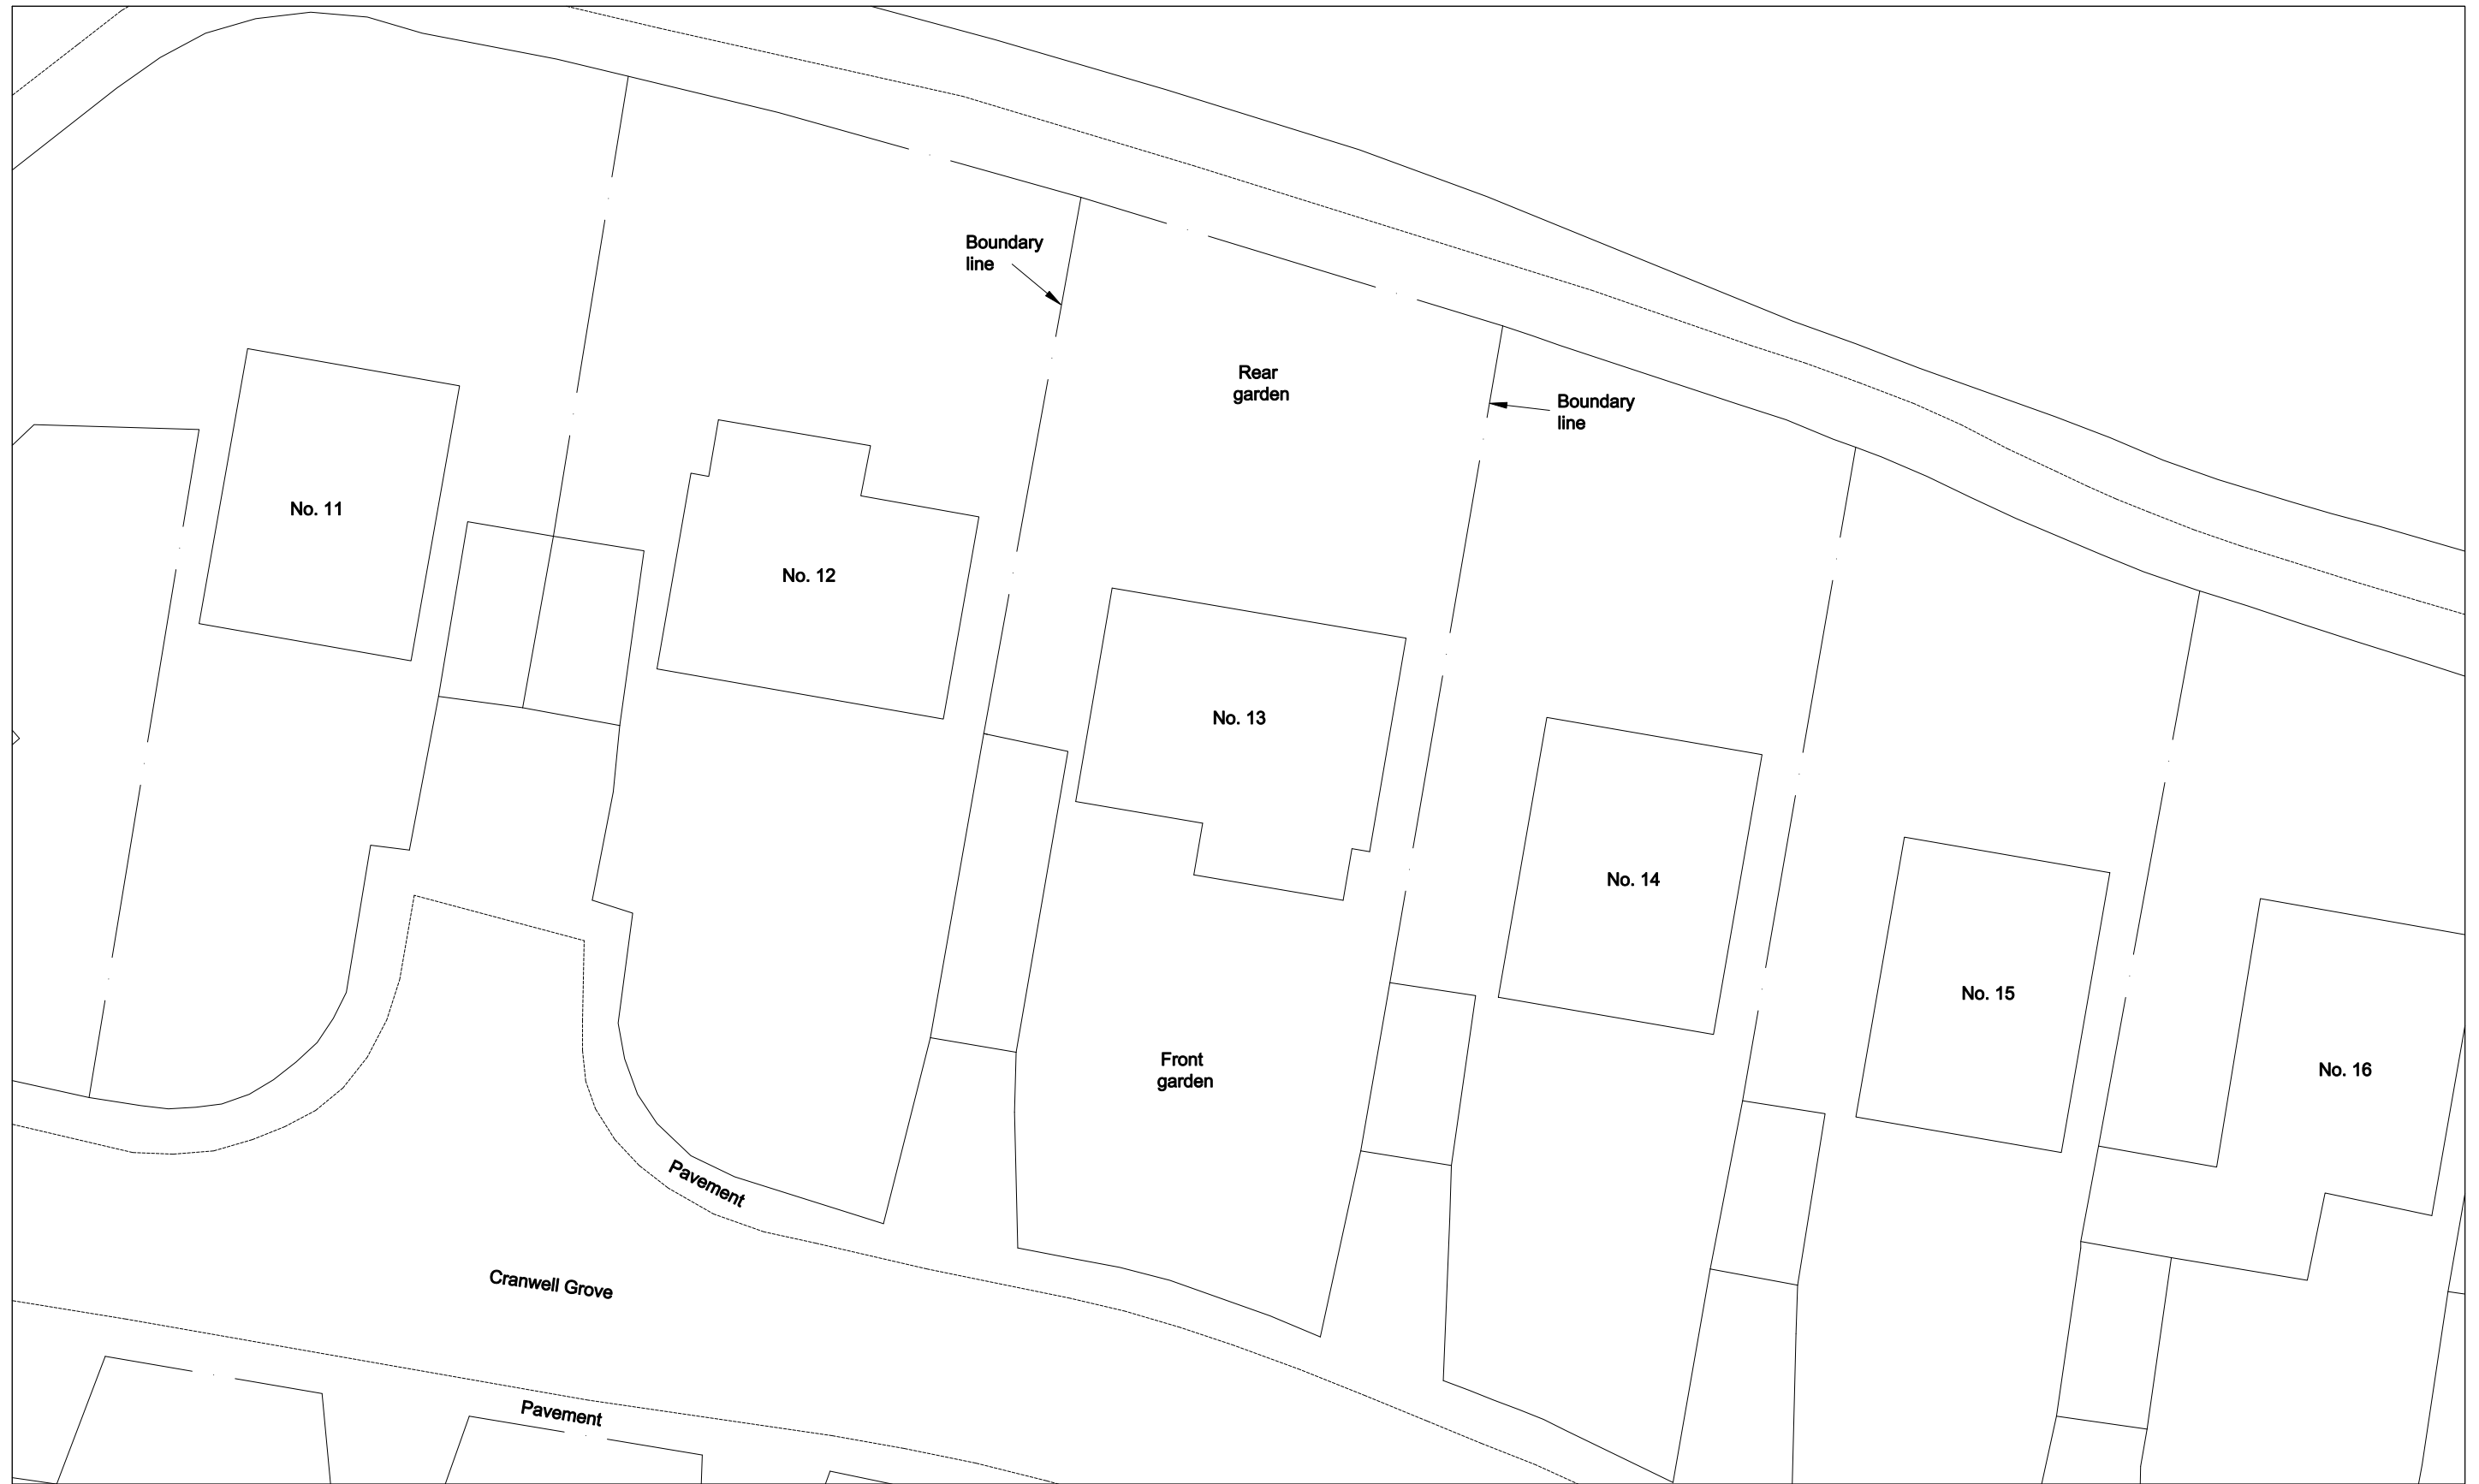 Boundary
line
Rear
garden
Boundary
line
No. 11
No. 12
No. 13
No. 14
No. 15
No. 16
Front
garden
Pavement
Cranwell Grove
Pavement